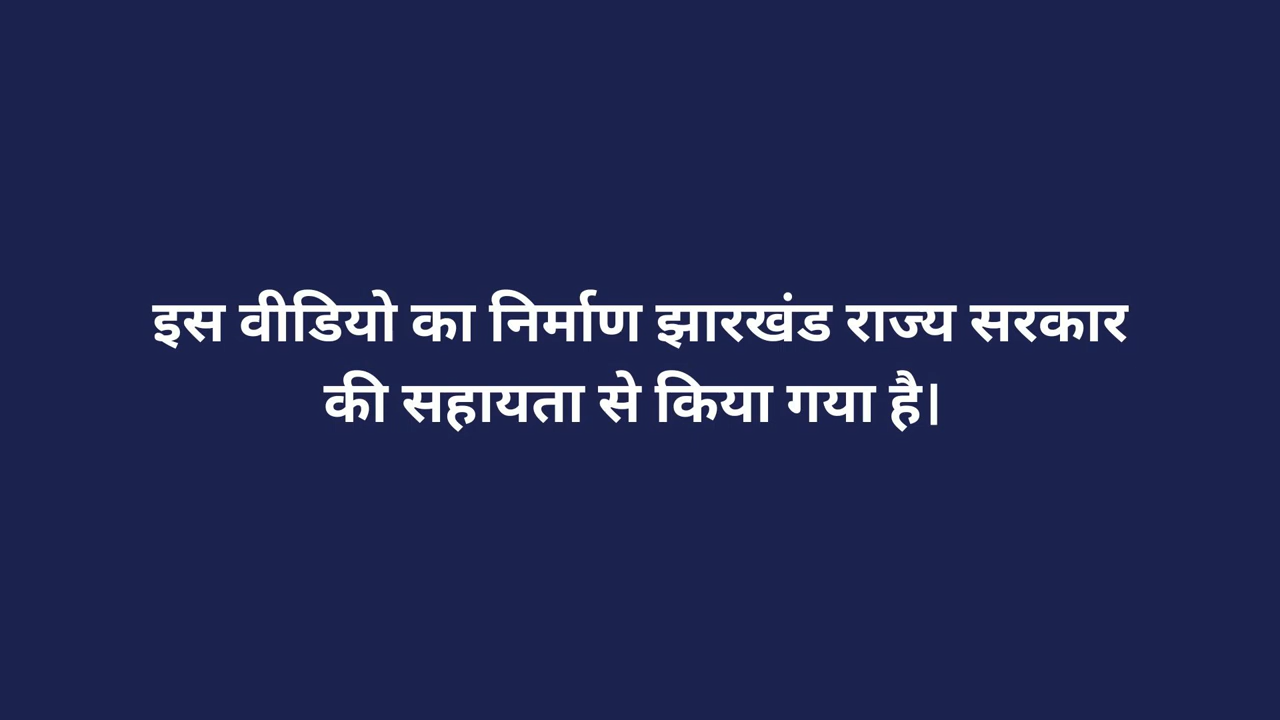 इस वीडियो का निर्माण झारखंड राज्य सरकार
की सहायता से किया गया है।